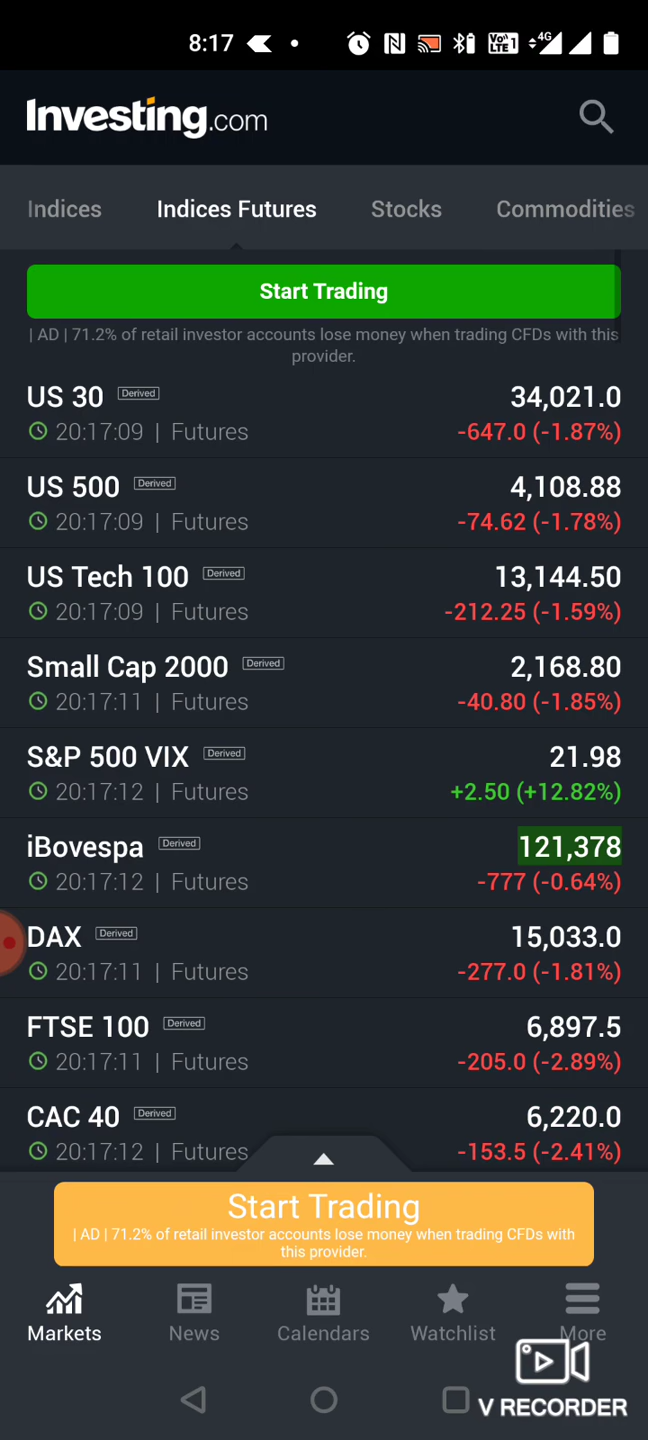 8:17
VoLTE1 4G
Investing.com
Indices Indices Futures Stocks Commodities
Start Trading
| AD | 71.2% of retail investor accounts lose money when trading CFDs with this
provider.
US 30 Derived 34,021.0
20:17:09 | Futures -647.0 (-1.87%)
US 500 Derived 4,108.88
20:17:09 | Futures -74.62 (-1.78%)
US Tech 100 Derived 13,144.50
20:17:09 | Futures -212.25 (-1.59%)
Small Cap 2000 Derived 2,168.80
20:17:11 | Futures -40.80 (-1.85%)
S&P 500 VIX Derived 21.98
20:17:12 | Futures +2.50 (+12.82%)
iBovespa Derived 121,378
20:17:12 | Futures -777 (-0.64%)
DAX Derived 15,033.0
20:17:11 | Futures -277.0 (-1.81%)
FTSE 100 Derived 6,897.5
20:17:11 | Futures -205.0 (-2.89%)
CAC 40 Derived 6,220.0
20:17:12 | Futures -153.5 (-2.41%)
Start Trading
| AD | 71.2% of retail investor accounts lose money when trading CFDs with
this provider.
Markets News Calendars Watchlist More
V RECORDER